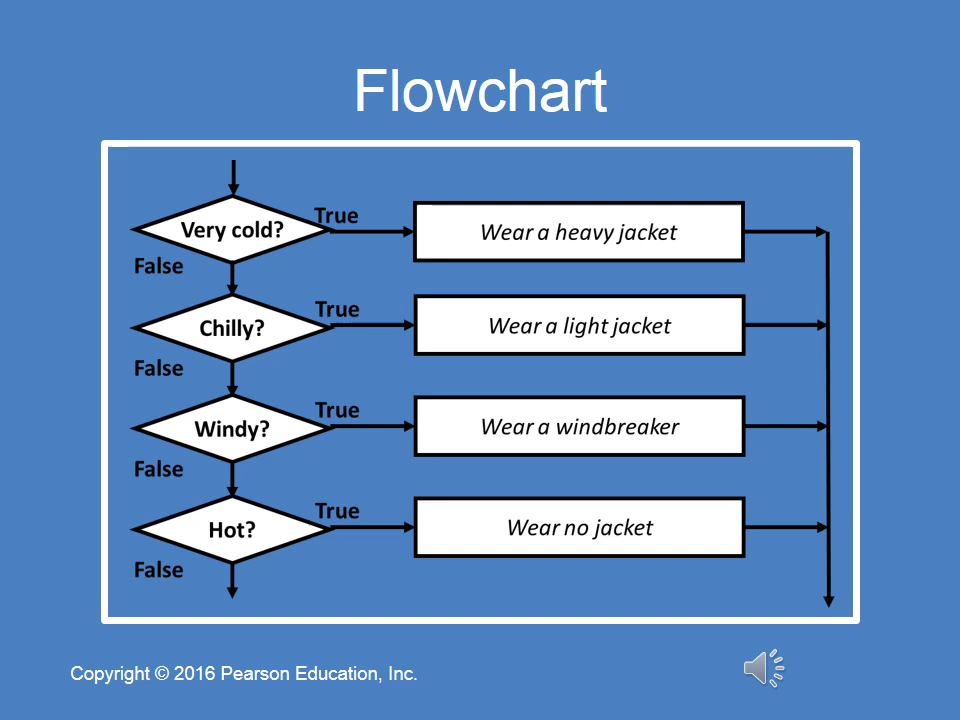 Flowchart
True
Very cold?
Wear a heavy jacket
False
True
Chilly?
Wear a light jacket
False
True
Windy?
Wear a windbreaker
False
True
Hot?
Wear no jacket
False
Copyright © 2016 Pearson Education, Inc.